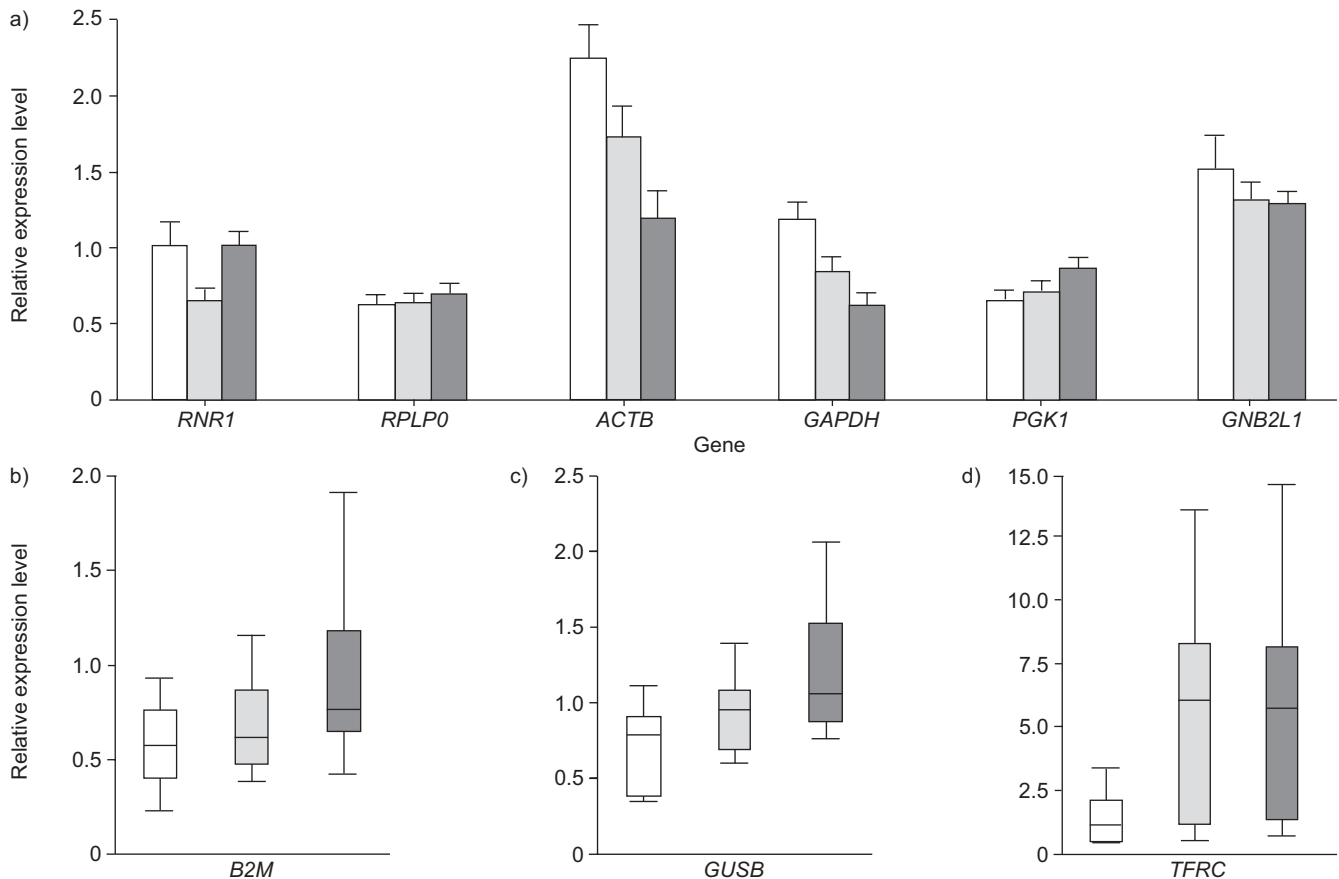 a)
Relative expression level
2.5
2.0
1.5
1.0
0.5
0
RNR1 RPLP0 ACTB GAPDH PGK1 GNB2L1
Gene
b)
Relative expression level
2.0
1.5
1.0
0.5
0
B2M
c)
2.5
2.0
1.5
1.0
0.5
0
GUSB
d)
15.0
12.5
10.0
7.5
5.0
2.5
0
TFRC